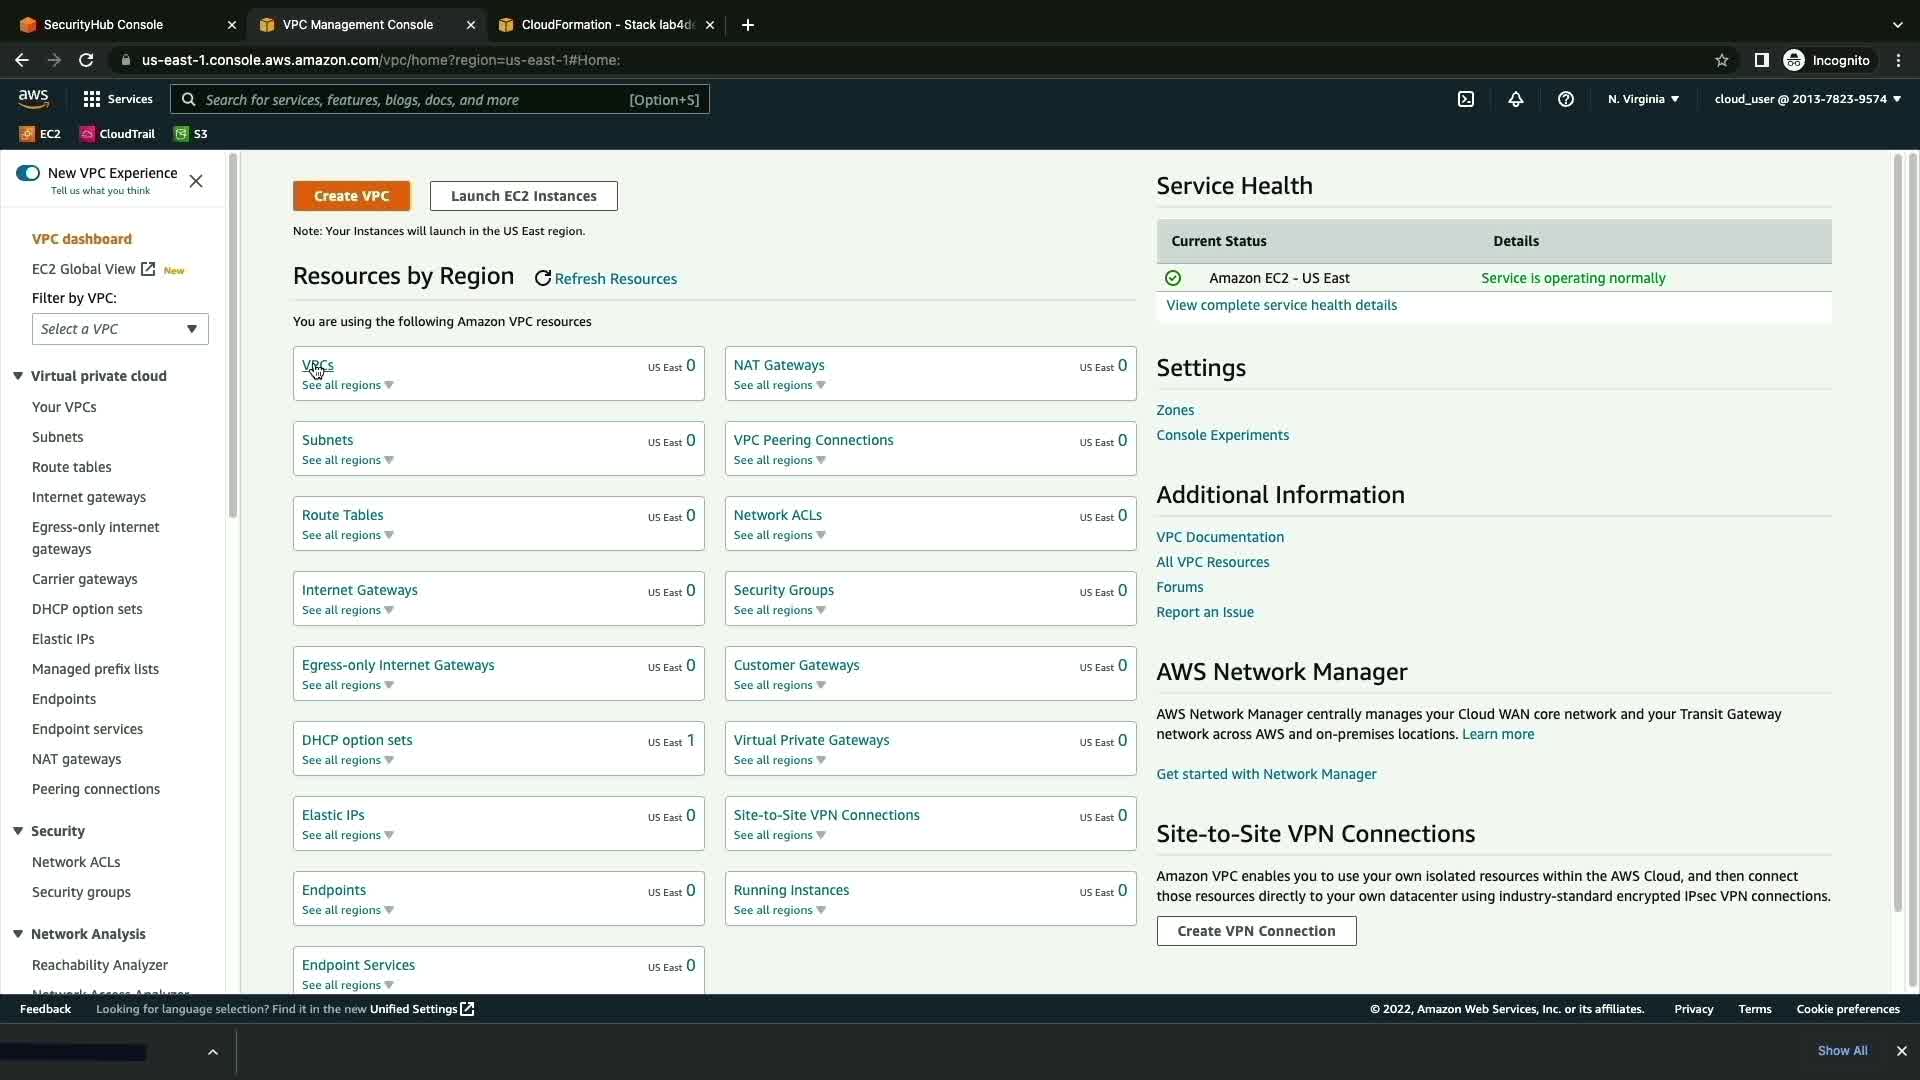 SecurityHub Console
VPC Management Console
CloudFormation - Stack lab4de
us-east-1.console.aws.amazon.com/vpc/home?region=us-east-1#Home:
Incognito
aws
Services
Search for services, features, blogs, docs, and more
[Option+S]
N. Virginia
cloud_user @ 2013-7823-9574
EC2
CloudTrail
S3
New VPC Experience
Tell us what you think
VPC dashboard
EC2 Global View New
Filter by VPC:
Select a VPC
Virtual private cloud
Your VPCs
Subnets
Route tables
Internet gateways
Egress-only internet
gateways
Carrier gateways
DHCP option sets
Elastic IPs
Managed prefix lists
Endpoints
Endpoint services
NAT gateways
Peering connections
Security
Network ACLs
Security groups
Network Analysis
Reachability Analyzer
Network Access Analyzer
Create VPC
Launch EC2 Instances
Note: Your Instances will launch in the US East region.
Resources by Region
Refresh Resources
You are using the following Amazon VPC resources
VPCs US East 0
See all regions
NAT Gateways US East 0
See all regions
Subnets US East 0
See all regions
VPC Peering Connections US East 0
See all regions
Route Tables US East 0
See all regions
Network ACLs US East 0
See all regions
Internet Gateways US East 0
See all regions
Security Groups US East 0
See all regions
Egress-only Internet Gateways US East 0
See all regions
Customer Gateways US East 0
See all regions
DHCP option sets US East 1
See all regions
Virtual Private Gateways US East 0
See all regions
Elastic IPs US East 0
See all regions
Site-to-Site VPN Connections US East 0
See all regions
Endpoints US East 0
See all regions
Running Instances US East 0
See all regions
Endpoint Services US East 0
See all regions
Service Health
Current Status Details
Amazon EC2 - US East Service is operating normally
View complete service health details
Settings
Zones
Console Experiments
Additional Information
VPC Documentation
All VPC Resources
Forums
Report an Issue
AWS Network Manager
AWS Network Manager centrally manages your Cloud WAN core network and your Transit Gateway
network across AWS and on-premises locations. Learn more
Get started with Network Manager
Site-to-Site VPN Connections
Amazon VPC enables you to use your own isolated resources within the AWS Cloud, and then connect
those resources directly to your own datacenter using industry-standard encrypted IPsec VPN connections.
Create VPN Connection
Feedback
Looking for language selection? Find it in the new Unified Settings
© 2022, Amazon Web Services, Inc. or its affiliates.
Privacy
Terms
Cookie preferences
Show All